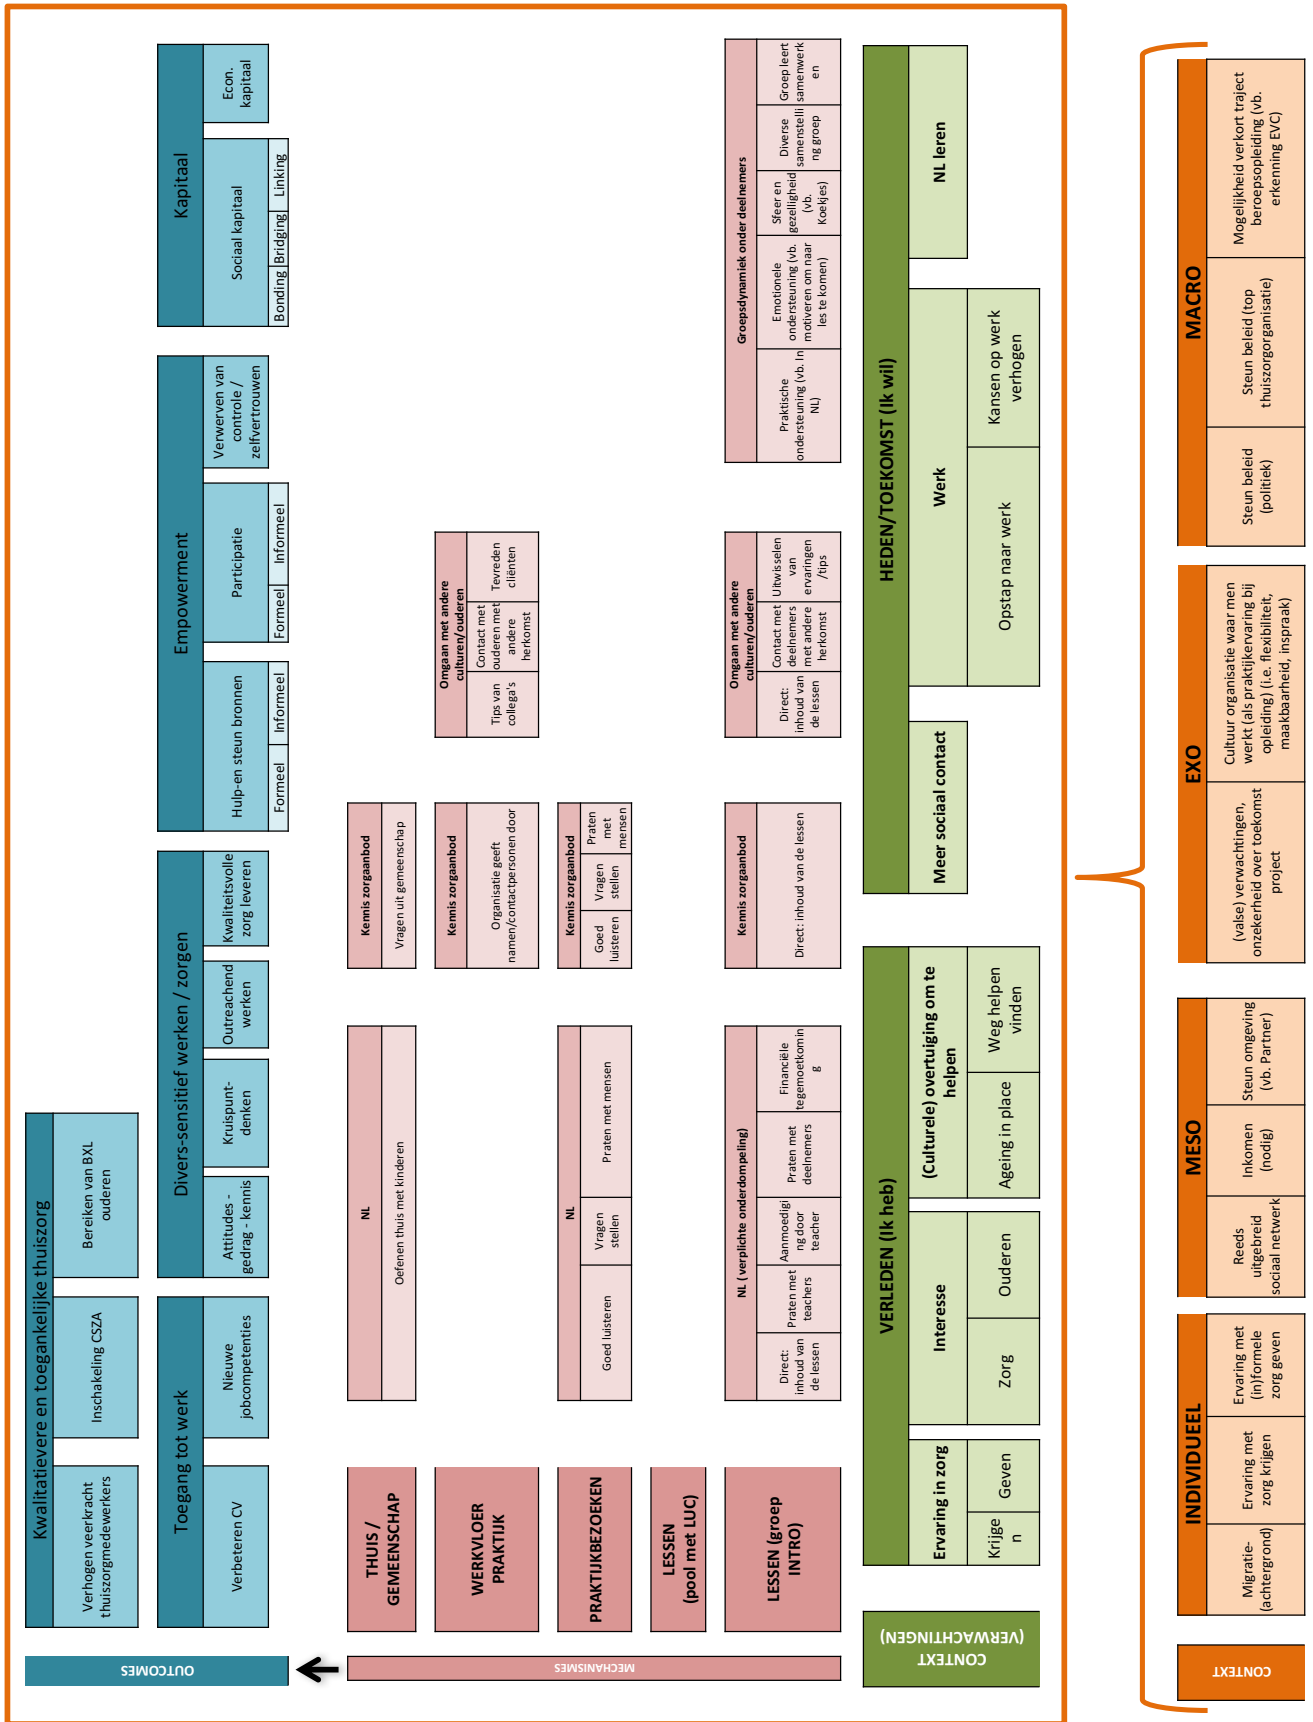 OUTCOMES
Kwalitatievere en toegankelijke thuiszorg
Verhogen veerkracht
thuiszorgmedewerkers
Inschakeling CSZA
Bereiken van BXL
ouderen
Toegang tot werk
Verbeteren CV
Nieuwe
jobcompetenties
Divers-sensitief werken / zorgen
Attitudes -
gedrag - kennis
Kruispunt-
denken
Outreachend
werken
Kwaliteitsvolle
zorg leveren
Empowerment
Hulp-en steun bronnen
Formeel
Informeel
Participatie
Formeel
Informeel
Verwerven van
controle /
zelfvertrouwen
Kapitaal
Sociaal kapitaal
Bonding
Bridging
Linking
Econ.
kapitaal
MECHANISMES
THUIS /
GEMEENSCHAP
NL
Oefenen thuis met kinderen
Kennis zorgaanbod
Vragen uit gemeenschap
WERKVLOER
PRAKTIJK
Kennis zorgaanbod
Organisatie geeft
namen/contactpersonen door
Omgaan met andere
culturen/ouderen
Tips van
collega's
Contact met
ouderen met
andere
herkomst
Tevreden
cliënten
PRAKTIJKBEZOEKEN
NL
Goed luisteren
Vragen
stellen
Praten met mensen
Kennis zorgaanbod
Goed
luisteren
Vragen
stellen
Praten
met
mensen
LESSEN
(pool met LUC)
LESSEN (groep
INTRO)
NL (verplichte onderdompeling)
Direct:
inhoud van
de lessen
Praten met
teachers
Aanmoedigi
ng door
teacher
Praten met
deelnemers
Financiële
tegemoetkomin
g
Kennis zorgaanbod
Direct: inhoud van de lessen
Omgaan met andere
culturen/ouderen
Direct:
inhoud van
de lessen
Contact met
deelnemers
met andere
herkomst
Uitwisselen
van
ervaringen
/tips
Groepsdynamiek onder deelnemers
Praktische
ondersteuning (vb. In
NL)
Emotionele
ondersteuning (vb.
motiveren om naar
les te komen)
Sfeer en
gezelligheid
(vb.
Koekjes)
Diverse
samenstelli
ng groep
Groep leert
samenwerk
en
CONTEXT
(VERWACHTINGEN)
VERLEDEN (Ik heb)
Ervaring in zorg
Krijge
n
Geven
Interesse
Zorg
Ouderen
(Culturele) overtuiging om te
helpen
Ageing in place
Weg helpen
vinden
HEDEN/TOEKOMST (Ik wil)
Meer sociaal contact
Werk
Opstap naar werk
Kansen op werk
verhogen
NL leren
CONTEXT
INDIVIDUEEL
Migratie-
(achtergrond)
Ervaring met
zorg krijgen
Ervaring met
(in)formele
zorg geven
MESO
Reeds
uitgebreid
sociaal netwerk
Inkomen
(nodig)
Steun omgeving
(vb. Partner)
EXO
(valse) verwachtingen,
onzekerheid over toekomst
project
Cultuur organisatie waar men
werkt (als praktijkervaring bij
opleiding) (i.e. flexibiliteit,
maakbaarheid, inspraak)
MACRO
Steun beleid
(politiek)
Steun beleid (top
thuiszorgorganisatie)
Mogelijkheid verkort traject
beroepsopleiding (vb.
erkenning EVC)